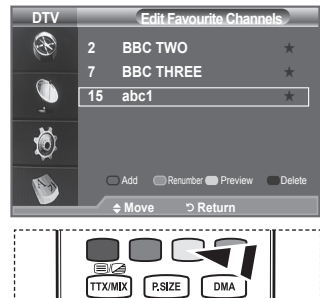 DTV Edit Favourite Channels
2 BBC TWO ★
7 BBC THREE ★
15 abc1 ★
Add Renumber Preview Delete
Move Return
TTX/MIX P.SIZE DMA